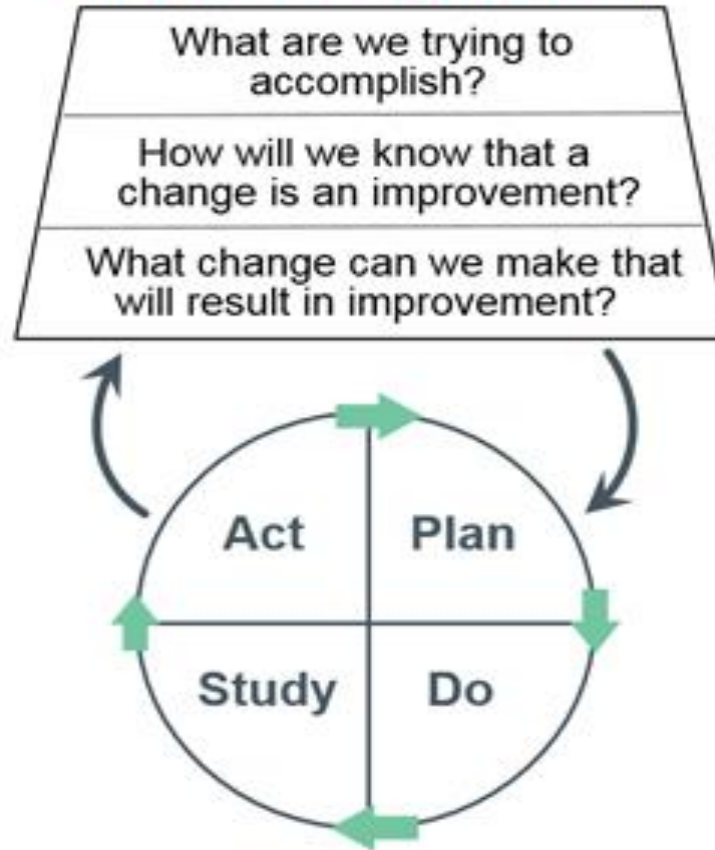 What are we trying to
accomplish?
How will we know that a
change is an improvement?
What change can we make that
will result in improvement?
Act
Plan
Study
Do